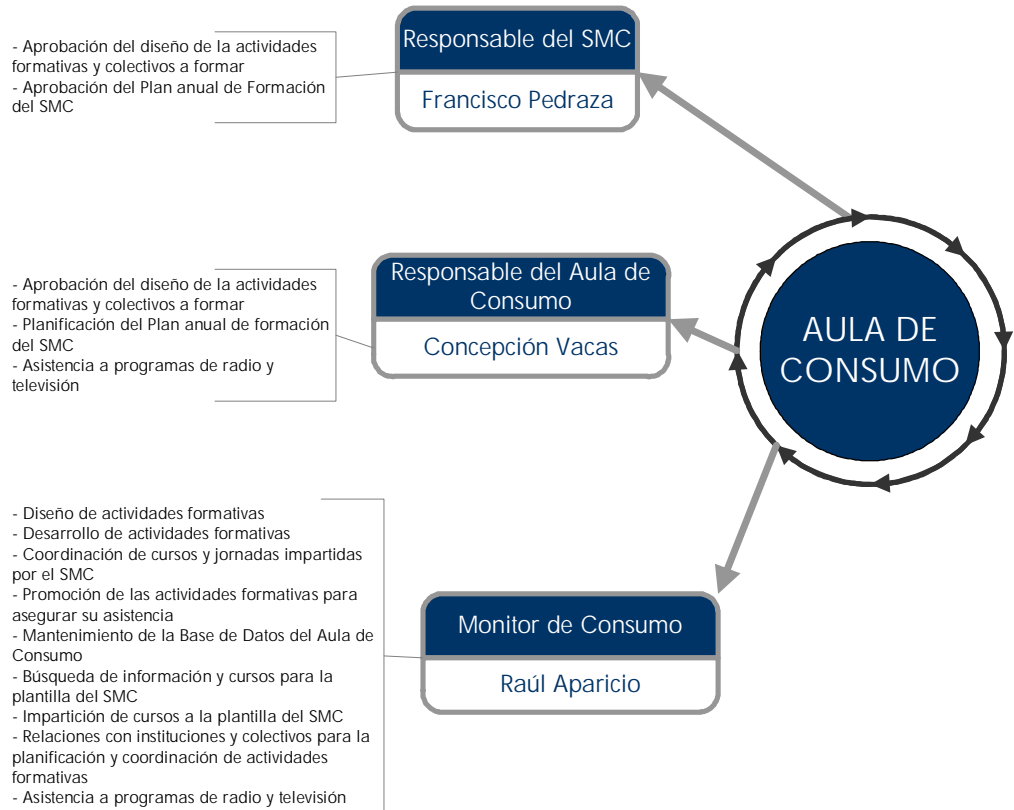 - Aprobación del diseño de la actividades
formativas y colectivos a formar
- Aprobación del Plan anual de Formación
del SMC
Responsable del SMC
Francisco Pedraza
- Aprobación del diseño de la actividades
formativas y colectivos a formar
- Planificación del Plan anual de formación
del SMC
- Asistencia a programas de radio y
televisión
Responsable del Aula de
Consumo
Concepción Vacas
AULA DE
CONSUMO
- Diseño de actividades formativas
- Desarrollo de actividades formativas
- Coordinación de cursos y jornadas impartidas
por el SMC
- Promoción de las actividades formativas para
asegurar su asistencia
- Mantenimiento de la Base de Datos del Aula de
Consumo
- Búsqueda de información y cursos para la
plantilla del SMC
- Impartición de cursos a la plantilla del SMC
- Relaciones con instituciones y colectivos para la
planificación y coordinación de actividades
formativas
- Asistencia a programas de radio y televisión
Monitor de Consumo
Raúl Aparicio